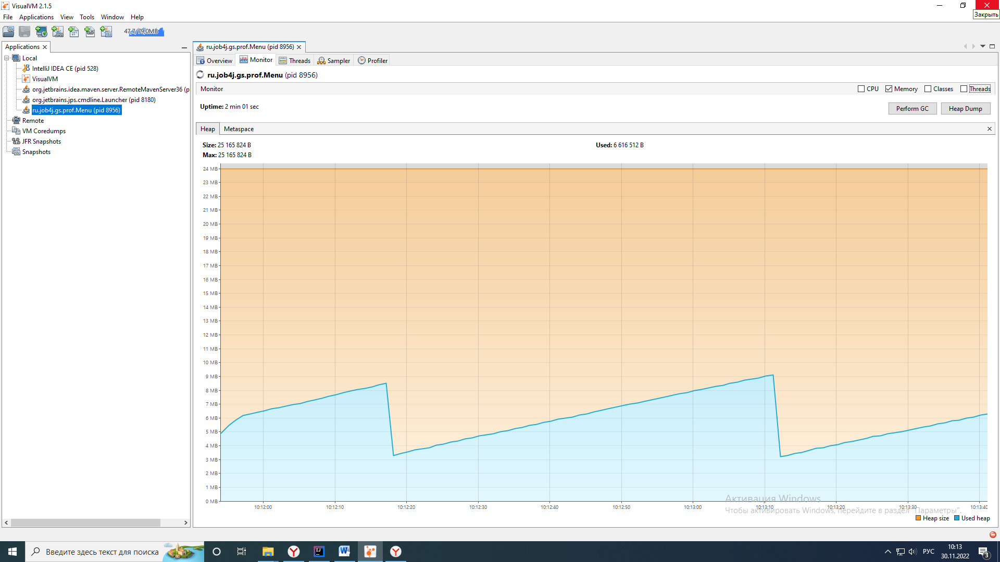 VisualVM 2.1.5
Закрыть
File Applications View Tools Window Help
47,7/79,0MB
Applications
Local
IntelliJ IDEA CE (pid 528)
VisualVM
org.jetbrains.idea.maven.server.RemoteMavenServer36 (pi
org.jetbrains.jps.cmdline.Launcher (pid 8180)
ru.job4j.gs.prof.Menu (pid 8956)
Remote
VM Coredumps
JFR Snapshots
Snapshots
ru.job4j.gs.prof.Menu (pid 8956)
Overview Monitor Threads Sampler Profiler
ru.job4j.gs.prof.Menu (pid 8956)
Monitor
CPU Memory Classes Threads
Uptime: 2 min 01 sec
Perform GC Heap Dump
Heap Metaspace
Size: 25 165 824 B
Used: 6 616 512 B
Max: 25 165 824 B
24 MB
23 MB
22 MB
21 MB
20 MB
19 MB
18 MB
17 MB
16 MB
15 MB
14 MB
13 MB
12 MB
11 MB
10 MB
9 MB
8 MB
7 MB
6 MB
5 MB
4 MB
3 MB
2 MB
1 MB
0 MB
10:12:00 10:12:10 10:12:20 10:12:30 10:12:40 10:12:50 10:13:00 10:13:10 10:13:20 10:13:30 10:13:40
Активация Windows
Чтобы активировать Windows, перейдите в раздел "Параметры".
Heap size Used heap
Введите здесь текст для поиска
РУС
10:13
30.11.2022
3